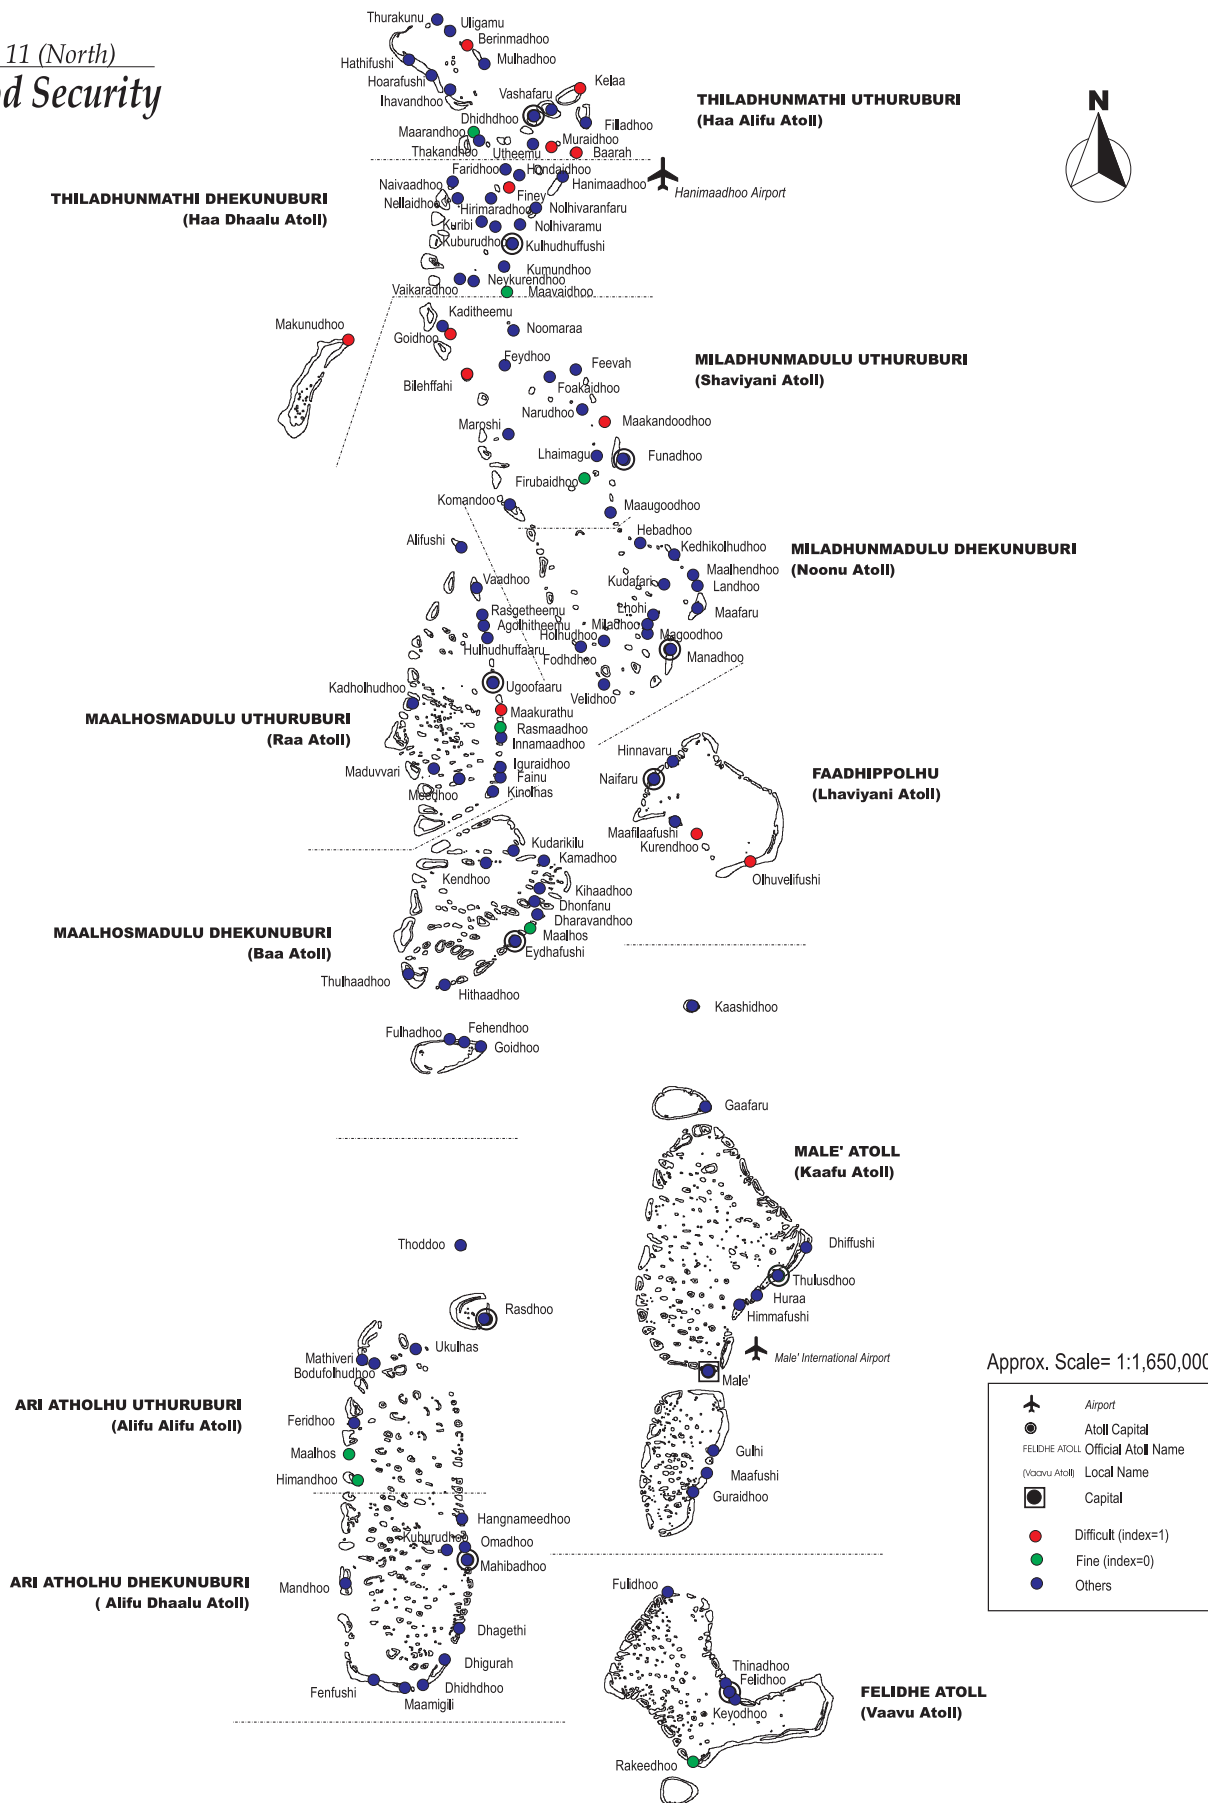 11 (North)
d Security
N
Thurakunu
Uligamu
Berinmadhoo
Hathifushi
Mulhadhoo
Hoarafushi
Ihavandhoo
Vashafaru
Kelaa
Dhidhdhoo
Filladhoo
Maarandhoo
Thakandhoo
Utheemu
Muraidhoo
Baarah
THILADHUNMATHI UTHURUBURI
(Haa Alifu Atoll)
Faridhoo
Hondaidhoo
Hanimaadhoo
Hanimaadhoo Airport
Naivaadhoo
Finey
Nellaidhoo
Hirimaradhoo
Nolhivaranfaru
Kuribi
Nolhivaramu
Kuburudhoo
Kulhudhuffushi
Kumundhoo
Neykurendhoo
Vaikaradhoo
Maavaidhoo
THILADHUNMATHI DHEKUNUBURI
(Haa Dhaalu Atoll)
Makunudhoo
Kaditheemu
Noomaraa
Goidhoo
Feydhoo
Feevah
Bilehffahi
Foakaidhoo
Narudhoo
Maakandoodhoo
Maroshi
Lhaimagu
Funadhoo
Firubaidhoo
Komandoo
Maaugoodhoo
MILADHUNMADULU UTHURUBURI
(Shaviyani Atoll)
Hebadhoo
Kedhikolhudhoo
Maalhendhoo
Kudafari
Landhoo
Lhohi
Maafaru
Miladhoo
Magoodhoo
Holhudhoo
Fodhdhoo
Manadhoo
Velidhoo
MILADHUNMADULU DHEKUNUBURI
(Noonu Atoll)
Alifushi
Vaadhoo
Rasgetheemu
Agolhitheemu
Hulhudhuffaaru
Ugoofaaru
Kadholhudhoo
Maakurathu
Rasmaadhoo
Innamaadhoo
Iguraidhoo
Maduvvari
Fainu
Meedhoo
Kinolhas
MAALHOSMADULU UTHURUBURI
(Raa Atoll)
Hinnavaru
Naifaru
Maafilaafushi
Kurendhoo
Olhuvelifushi
FAADHIPPOLHU
(Lhaviyani Atoll)
Kudarikilu
Kamadhoo
Kendhoo
Kihaadhoo
Dhonfanu
Dharavandhoo
Maalhos
Eydhafushi
Thulhaadhoo
Hithaadhoo
Fulhadhoo
Fehendhoo
Goidhoo
MAALHOSMADULU DHEKUNUBURI
(Baa Atoll)
Kaashidhoo
Gaafaru
MALE' ATOLL
(Kaafu Atoll)
Dhiffushi
Thulusdhoo
Huraa
Himmafushi
Male' International Airport
Male'
Gulhi
Maafushi
Guraidhoo
Thoddoo
Rasdhoo
Ukulhas
Mathiveri
Bodufolhudhoo
Feridhoo
Maalhos
Himandhoo
ARI ATHOLHU UTHURUBURI
(Alifu Alifu Atoll)
Hangnameedhoo
Kuburudhoo
Omadhoo
Mahibadhoo
Mandhoo
Dhagethi
Dhigurah
Dhidhdhoo
Fenfushi
Maamigili
ARI ATHOLHU DHEKUNUBURI
( Alifu Dhaalu Atoll)
Fulidhoo
Thinadhoo
Felidhoo
Keyodhoo
Rakeedhoo
FELIDHE ATOLL
(Vaavu Atoll)
Approx. Scale= 1:1,650,000
Airport
Atoll Capital
FELIDHE ATOLL Official Atoll Name
(Vaavu Atoll) Local Name
Capital
Difficult (index=1)
Fine (index=0)
Others